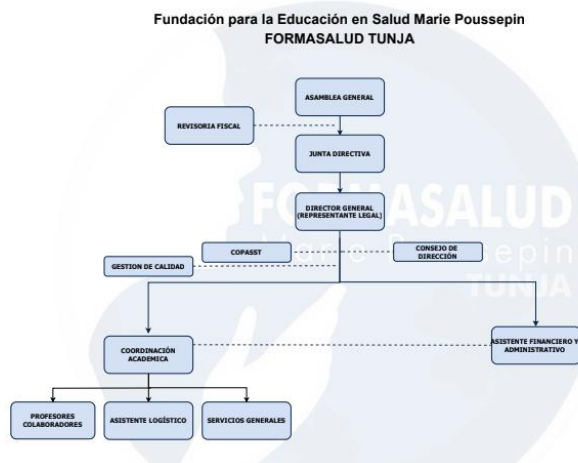 Fundación para la Educación en Salud Marie Poussepin
FORMASALUD TUNJA
ASAMBLEA GENERAL
REVISORIA FISCAL
JUNTA DIRECTIVA
DIRECTOR GENERAL
(REPRESENTANTE LEGAL)
FORMASALUD
Marie Poussepin
TUNJA
COPASST
CONSEJO DE
DIRECCIÓN
GESTION DE CALIDAD
COORDINACIÓN
ACADEMICA
ASISTENTE FINANCIERO Y
ADMINISTRATIVO
PROFESORES
COLABORADORES
ASISTENTE LOGÍSTICO
SERVICIOS GENERALES